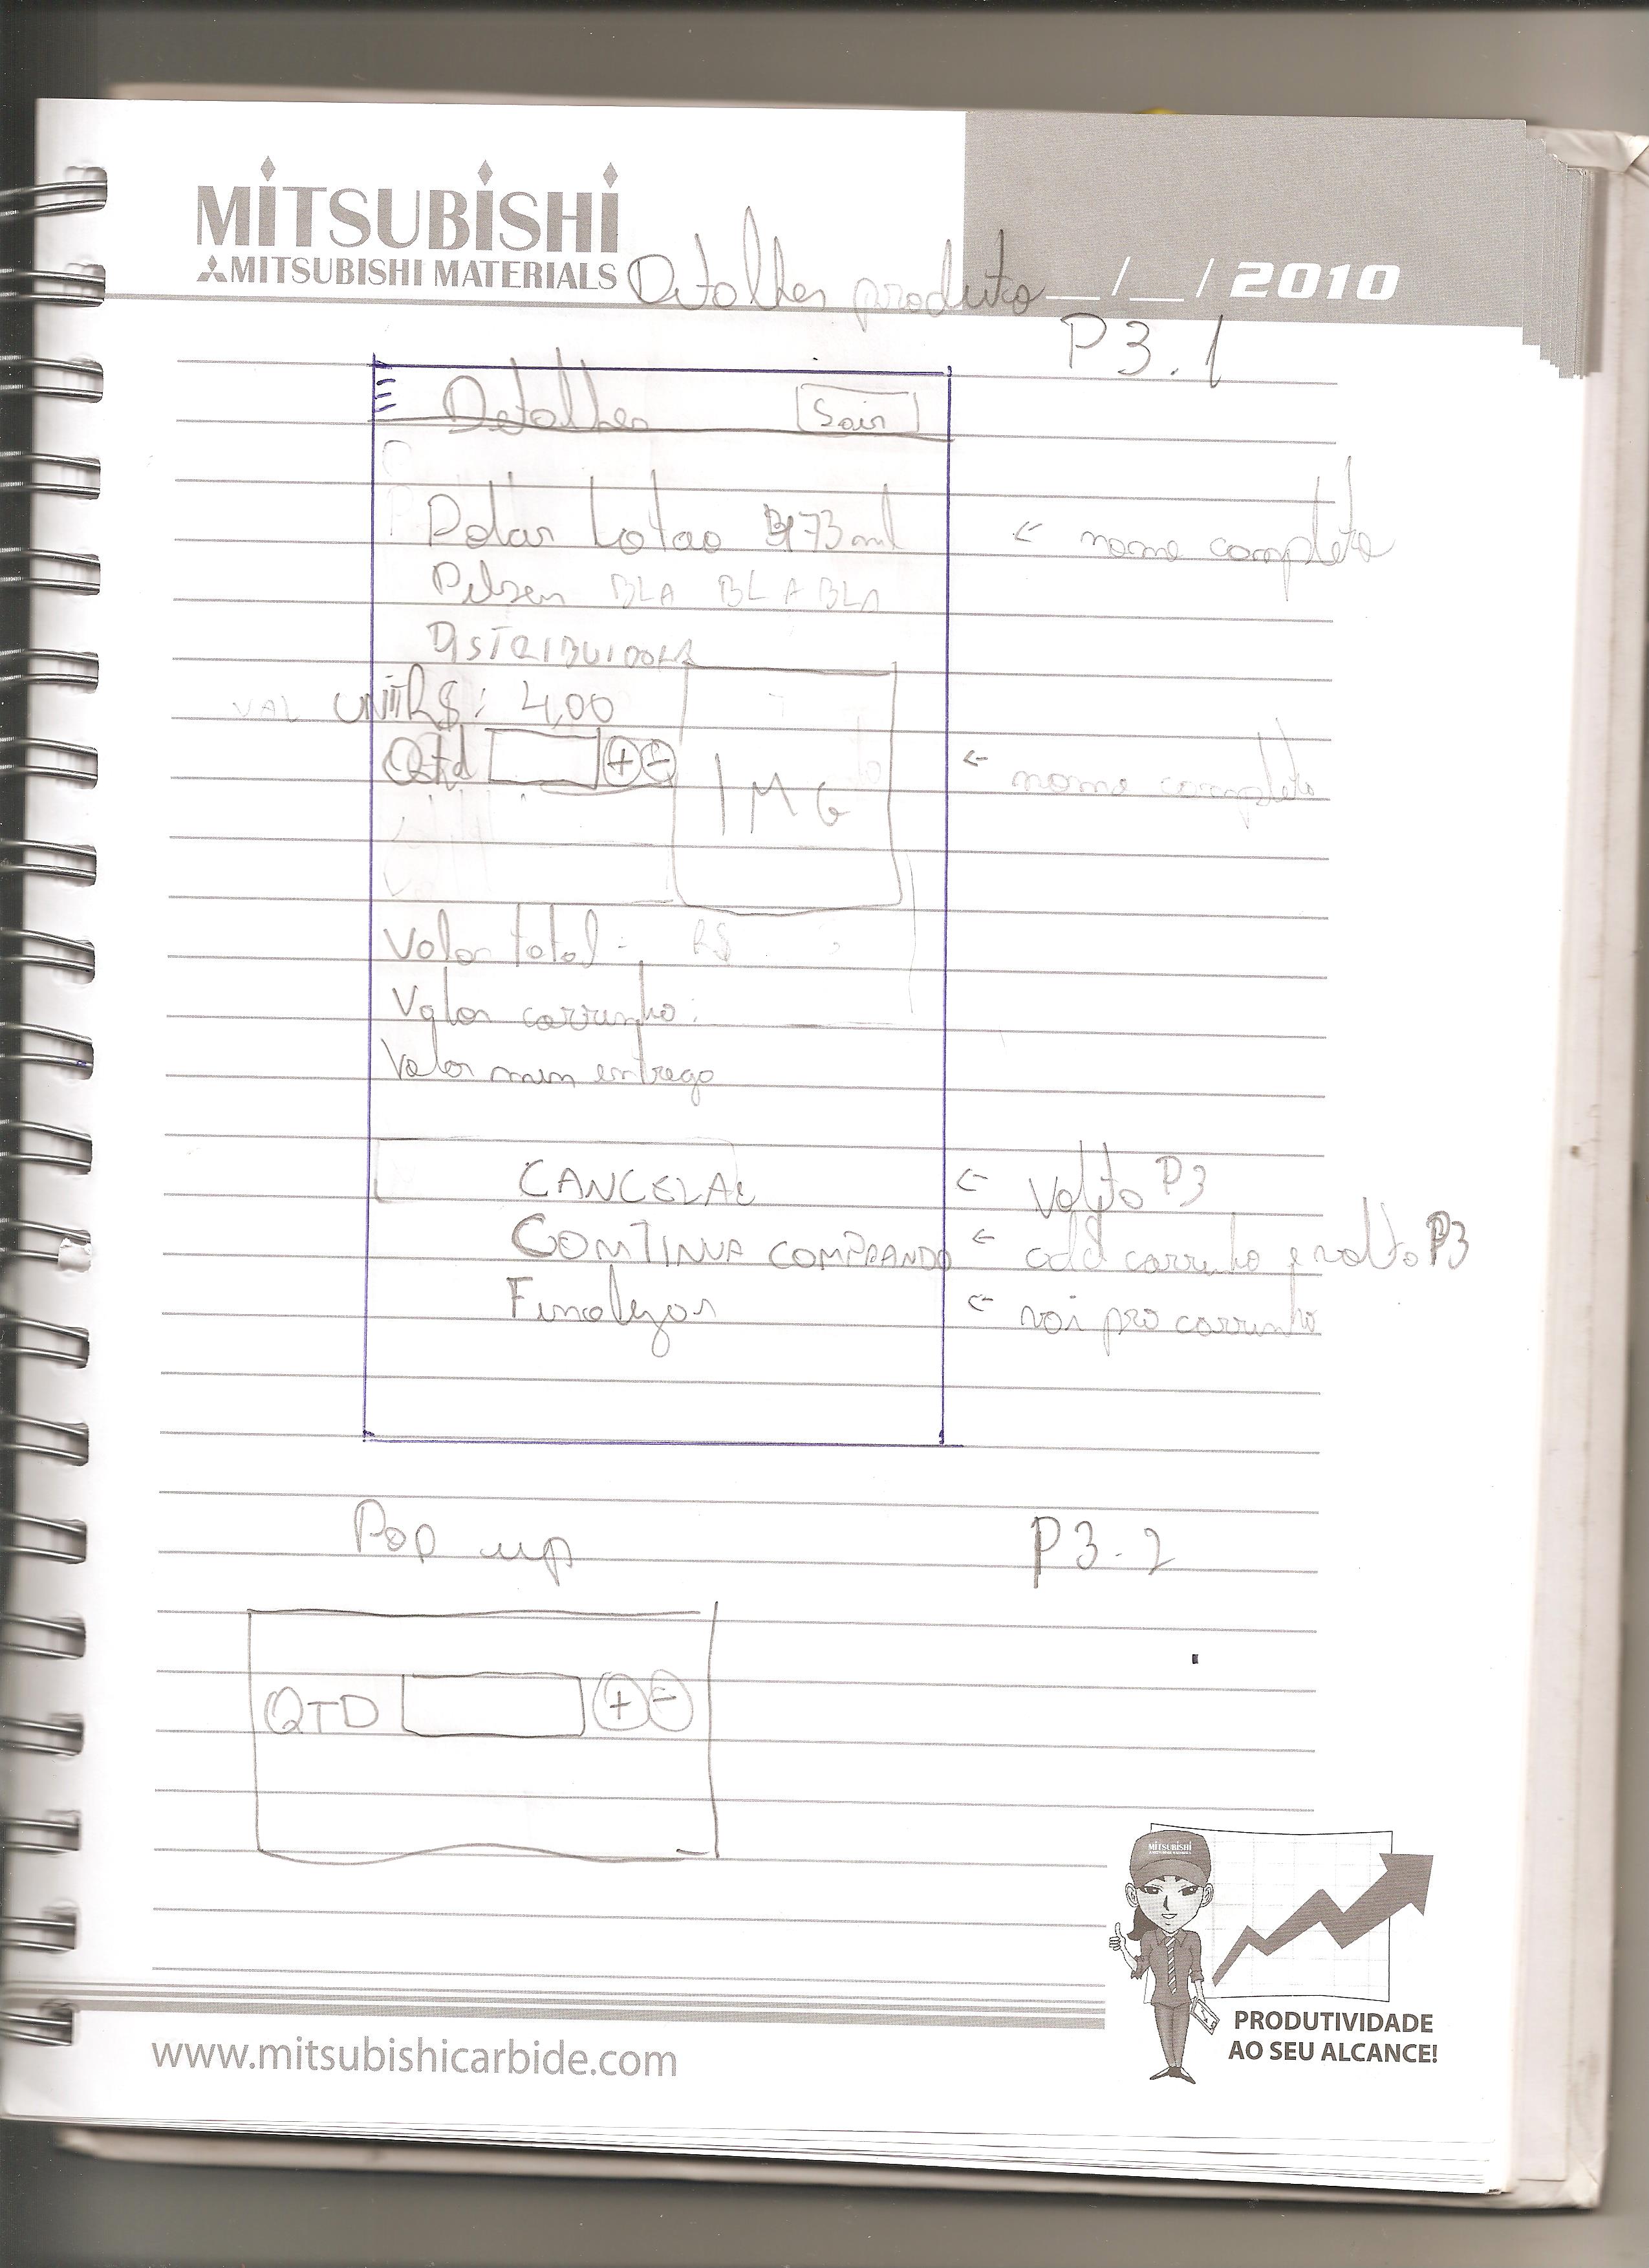 MITSUBISHI
MITSUBISHI MATERIALS
Detalhes produto __/__/2010
P3.1
Detalhes Sair
Polar Latao 473ml ← nome completo
Pilsen BLA BLA BLA
DISTRIBUIDORA
VAL UNIT R$: 4,00
Qtd + - ← nome completo
IMG
Valor total: R$
Valor carrinho:
Valor min entrega
CANCELAR ← Volta P3
CONTINUA COMPRANDO ← add carrinho e volta P3
Finalizar ← vai pro carrinho
Pop up P3.2
QTD + -
MITSUBISHI
PRODUTIVIDADE
AO SEU ALCANCE!
www.mitsubishicarbide.com